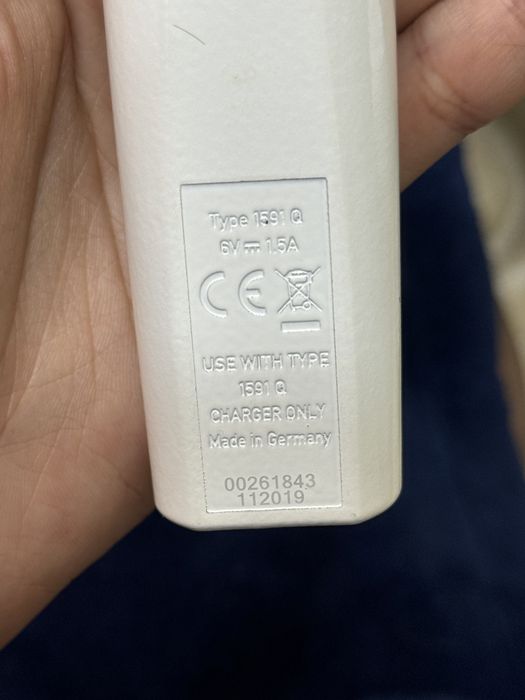 Type 1591 Q
6V ⎓ 1.5A
CE
USE WITH TYPE
1591 Q
CHARGER ONLY
Made in Germany
00261843
112019